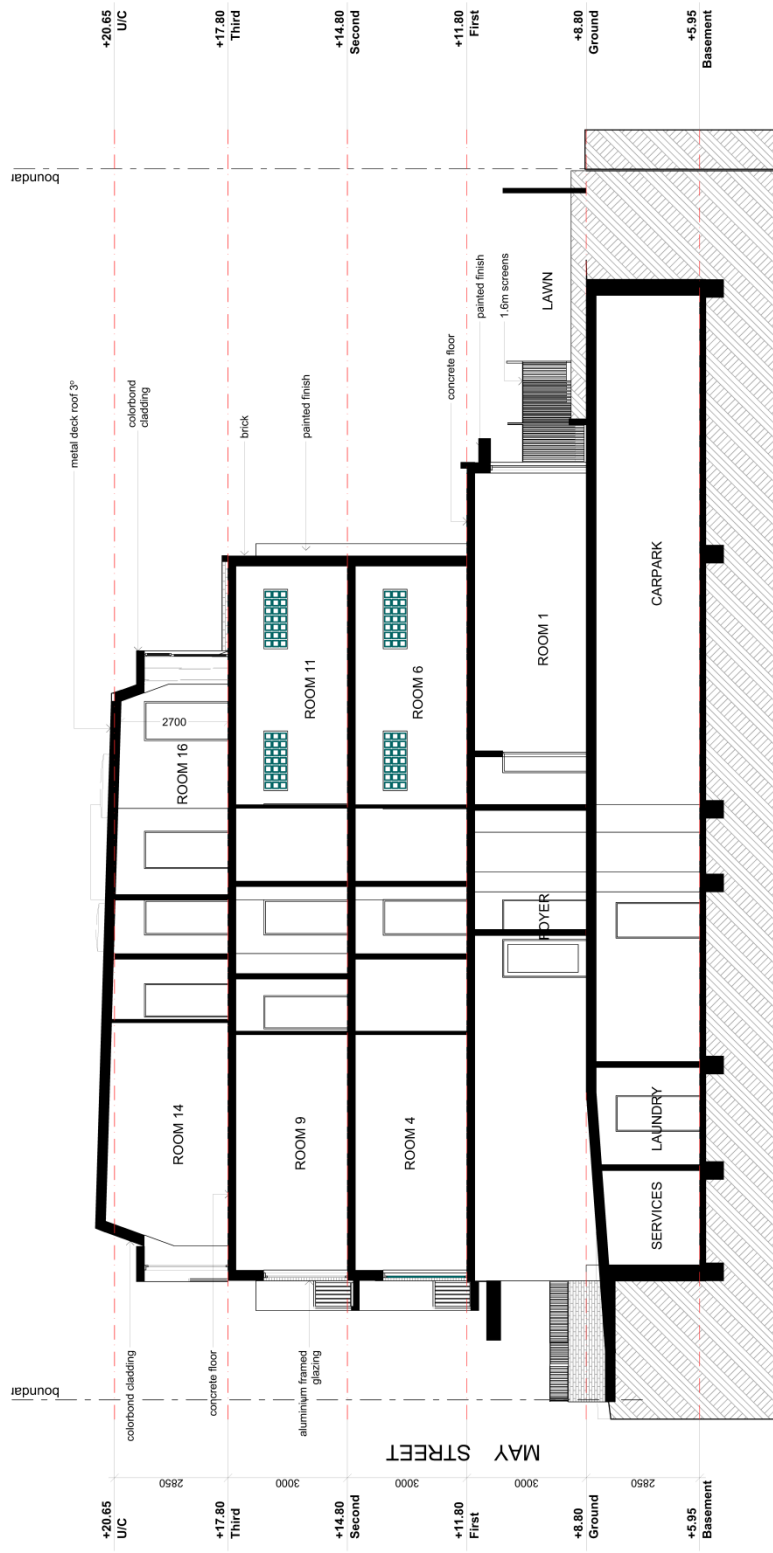 +20.65
U/C
+17.80
Third
+14.80
Second
+11.80
First
+8.80
Ground
+5.95
Basement
metal deck roof 3º
colorbond
cladding
brick
painted finish
concrete floor
painted finish
1.6m screens
LAWN
2700
ROOM 16
ROOM 11
ROOM 6
ROOM 1
CARPARK
FOYER
ROOM 14
ROOM 9
ROOM 4
LAUNDRY
SERVICES
colorbond cladding
concrete floor
aluminium framed
glazing
MAY STREET
2850
3000
3000
3000
2850
+20.65
U/C
+17.80
Third
+14.80
Second
+11.80
First
+8.80
Ground
+5.95
Basement